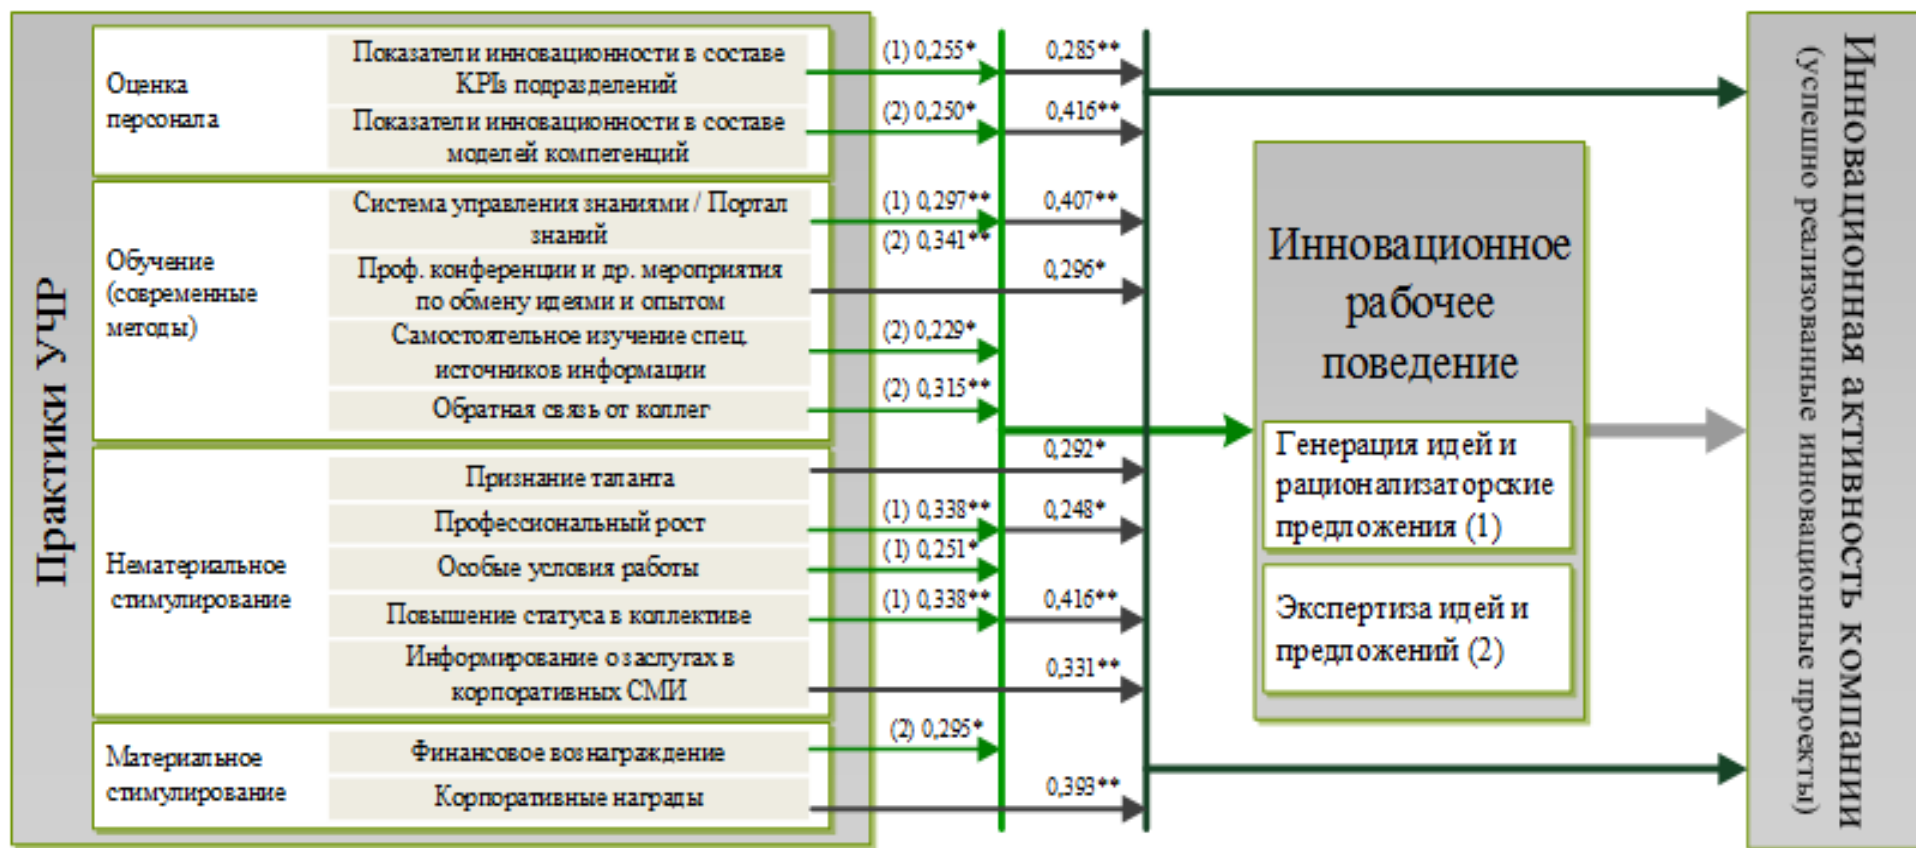 Практики УЧР
Оценка
персонала
Показатели инновационности в составе
KPIs подразделений
(1) 0,255*
0,285**
Показатели инновационности в составе
моделей компетенций
(2) 0,250*
0,416**
Обучение
(современные
методы)
Система управления знаниями / Портал
знаний
(1) 0,297**
(2) 0,341**
0,407**
Проф. конференции и др. мероприятия
по обмену идеями и опытом
0,296*
Самостоятельное изучение спец.
источников информации
(2) 0,229*
Обратная связь от коллег
(2) 0,315**
Нематериальное
стимулирование
Признание таланта
0,292*
Профессиональный рост
(1) 0,338**
0,248*
Особые условия работы
(1) 0,251*
Повышение статуса в коллективе
(1) 0,338**
0,416**
Информирование о заслугах в
корпоративных СМИ
0,331**
Материальное
стимулирование
Финансовое вознаграждение
(2) 0,295*
Корпоративные награды
0,393**
Инновационное
рабочее
поведение
Генерация идей и
рационализаторские
предложения (1)
Экспертиза идей и
предложений (2)
Инновационная активность компании
(успешно реализованные инновационные проекты)